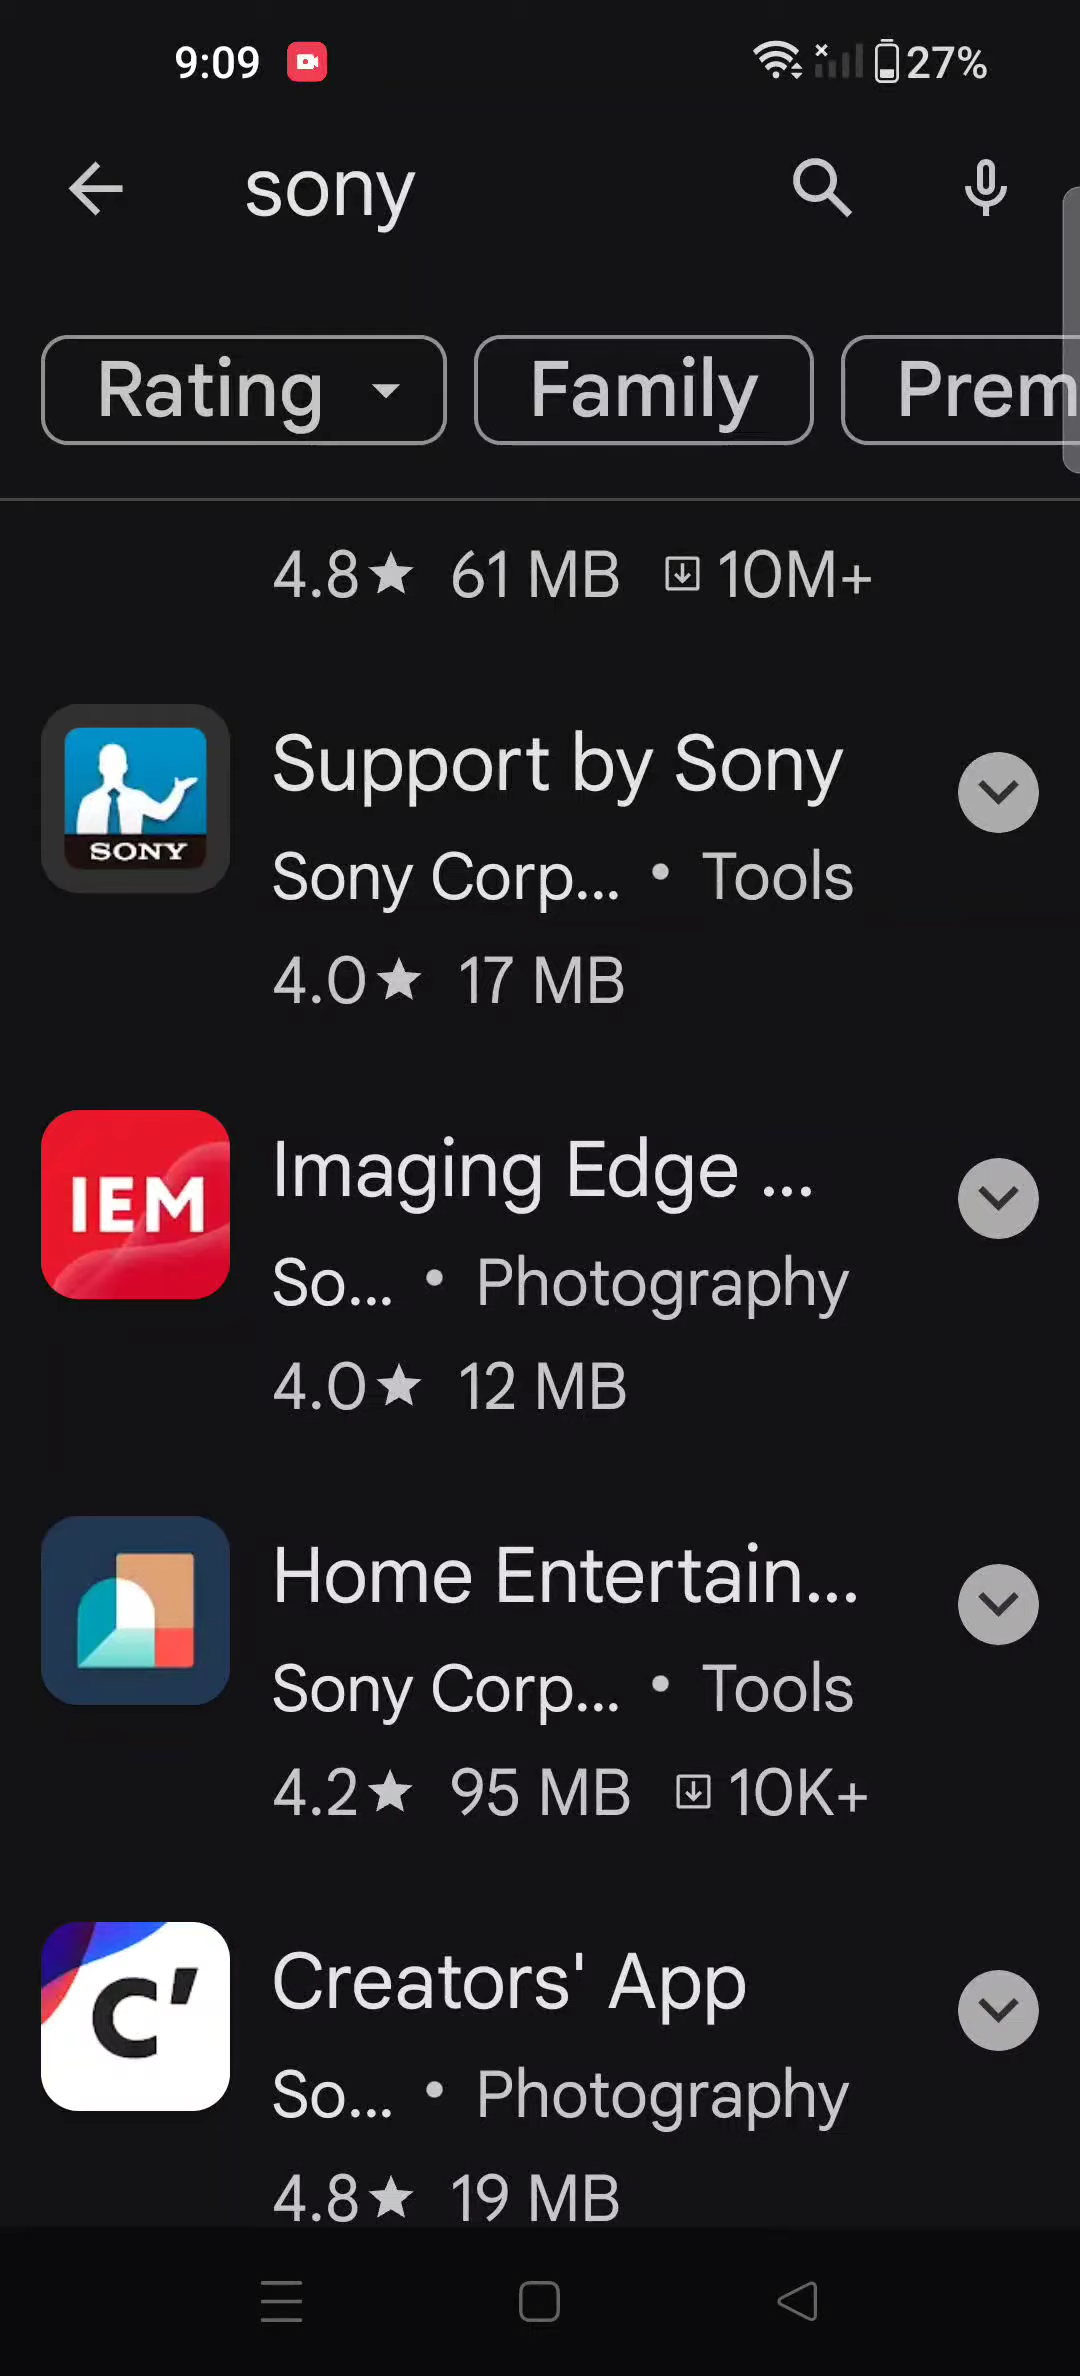 9:09 27%
sony
Rating Family Prem
4.8★ 61 MB 10M+
Support by Sony
SONY
Sony Corp... • Tools
4.0★ 17 MB
Imaging Edge ...
IEM
So... • Photography
4.0★ 12 MB
Home Entertain...
Sony Corp... • Tools
4.2★ 95 MB 10K+
Creators' App
C'
So... • Photography
4.8★ 19 MB